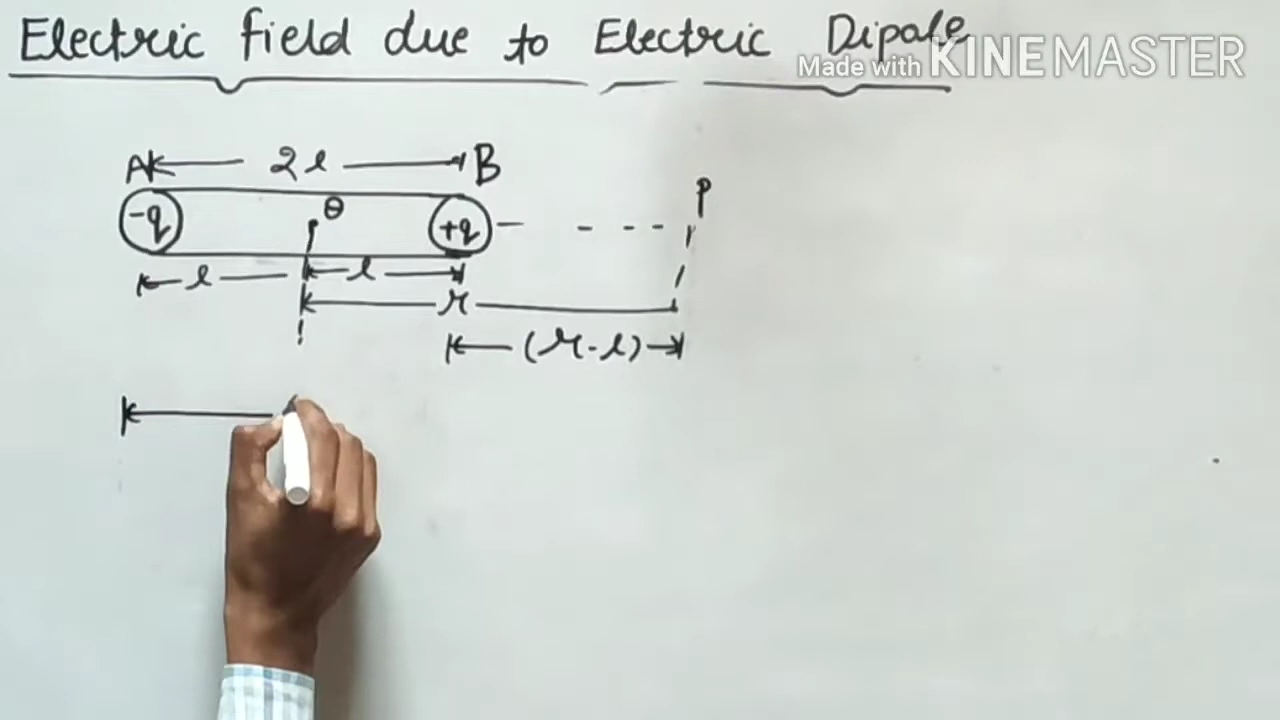 Electric field due to Electric Dipole
Made with KINEMASTER
A 2l B
P
-q θ +q
l l
r
(r-l)